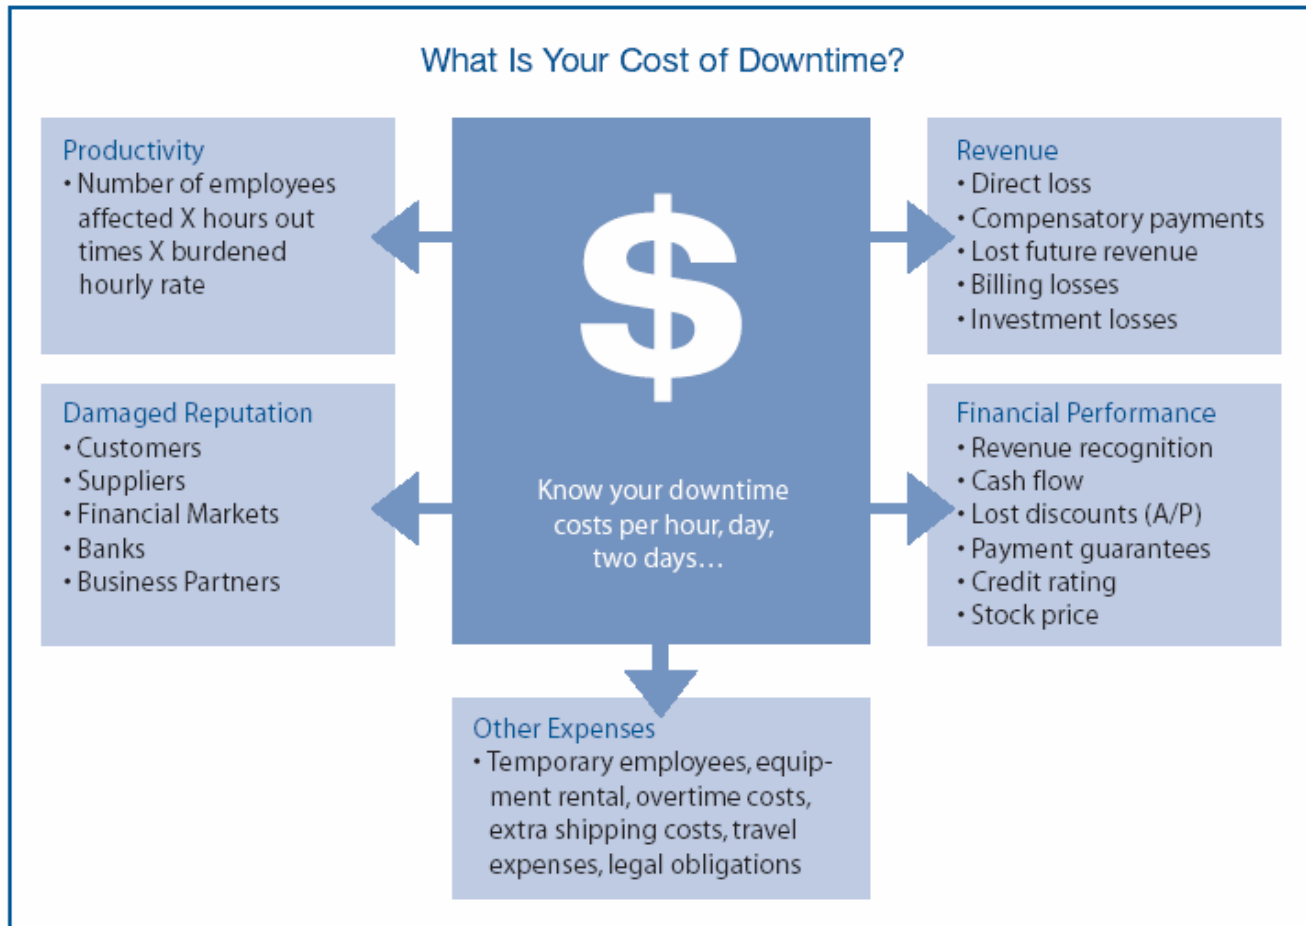 What Is Your Cost of Downtime?
Productivity
• Number of employees
affected X hours out
times X burdened
hourly rate
Damaged Reputation
• Customers
• Suppliers
• Financial Markets
• Banks
• Business Partners
$
Know your downtime
costs per hour, day,
two days…
Revenue
• Direct loss
• Compensatory payments
• Lost future revenue
• Billing losses
• Investment losses
Financial Performance
• Revenue recognition
• Cash flow
• Lost discounts (A/P)
• Payment guarantees
• Credit rating
• Stock price
Other Expenses
• Temporary employees, equip-
ment rental, overtime costs,
extra shipping costs, travel
expenses, legal obligations